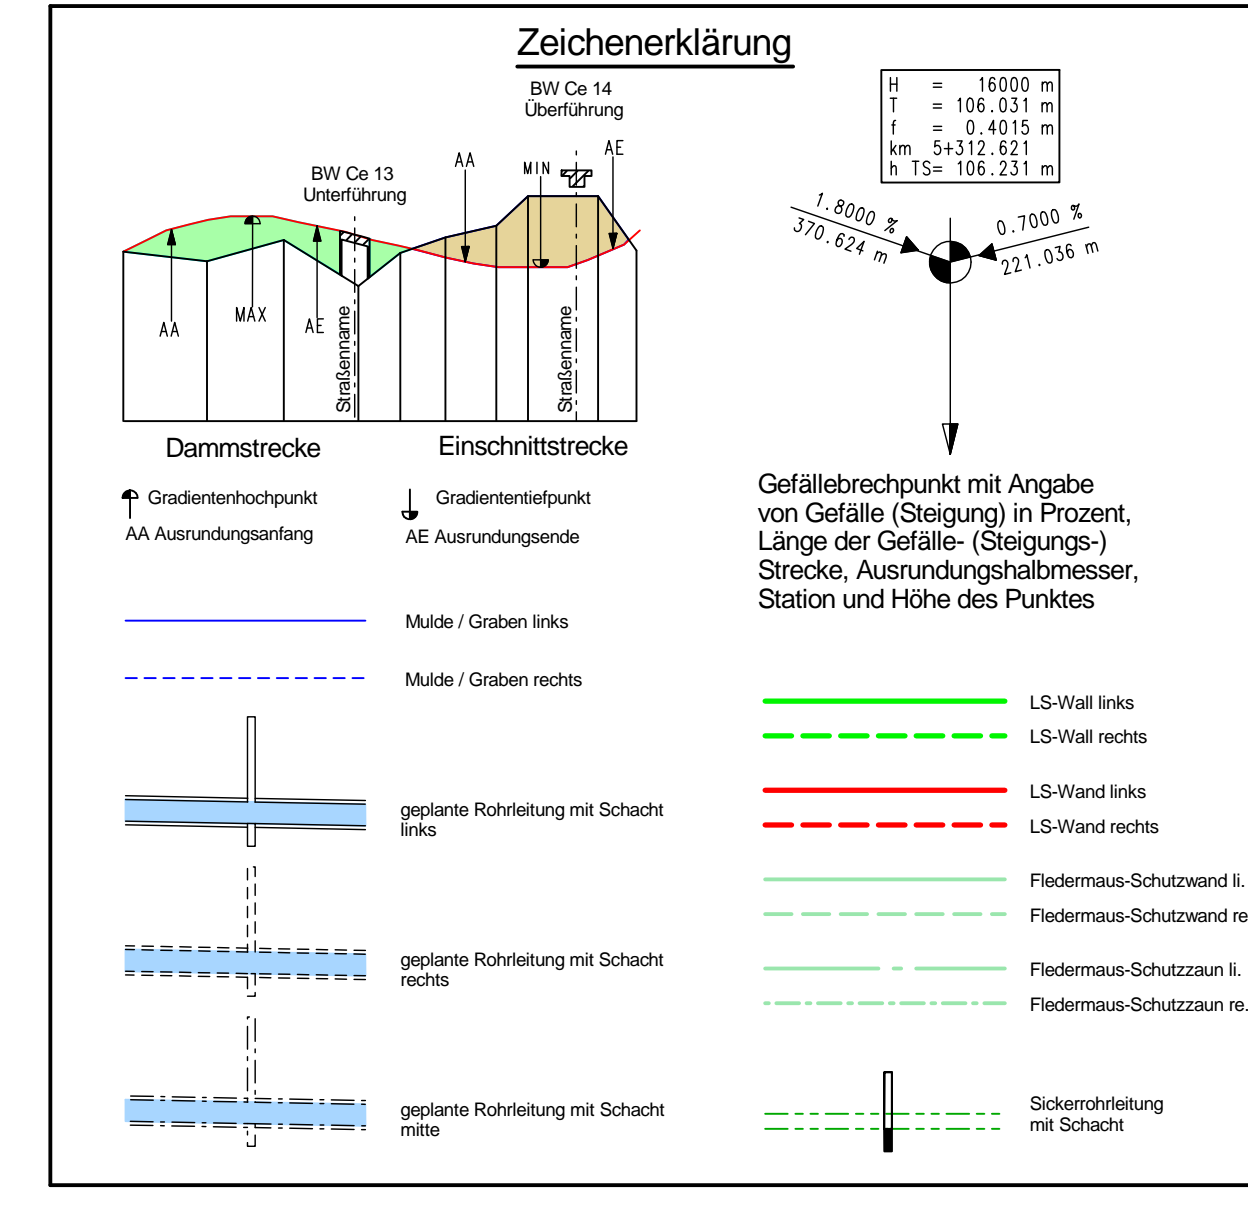 Zeichenerklärung
BW Ce 14
Überführung
BW Ce 13
Unterführung
AA
MIN
AE
AA
MAX
AE
Straßenname
Straßenname
Dammstrecke
Einschnittstrecke
Gradientenhochpunkt
Gradiententiefpunkt
AA Ausrundungsanfang
AE Ausrundungsende
H = 16000 m
T = 106.031 m
f = 0.4015 m
km 5+312.621
h TS= 106.231 m
1.8000 %
370.624 m
0.7000 %
221.036 m
Gefällebrechpunkt mit Angabe
von Gefälle (Steigung) in Prozent,
Länge der Gefälle- (Steigungs-)
Strecke, Ausrundungshalbmesser,
Station und Höhe des Punktes
Mulde / Graben links
Mulde / Graben rechts
geplante Rohrleitung mit Schacht
links
geplante Rohrleitung mit Schacht
rechts
geplante Rohrleitung mit Schacht
mitte
LS-Wall links
LS-Wall rechts
LS-Wand links
LS-Wand rechts
Fledermaus-Schutzwand li.
Fledermaus-Schutzwand re
Fledermaus-Schutzzaun li.
Fledermaus-Schutzzaun re.
Sickerrohrleitung
mit Schacht